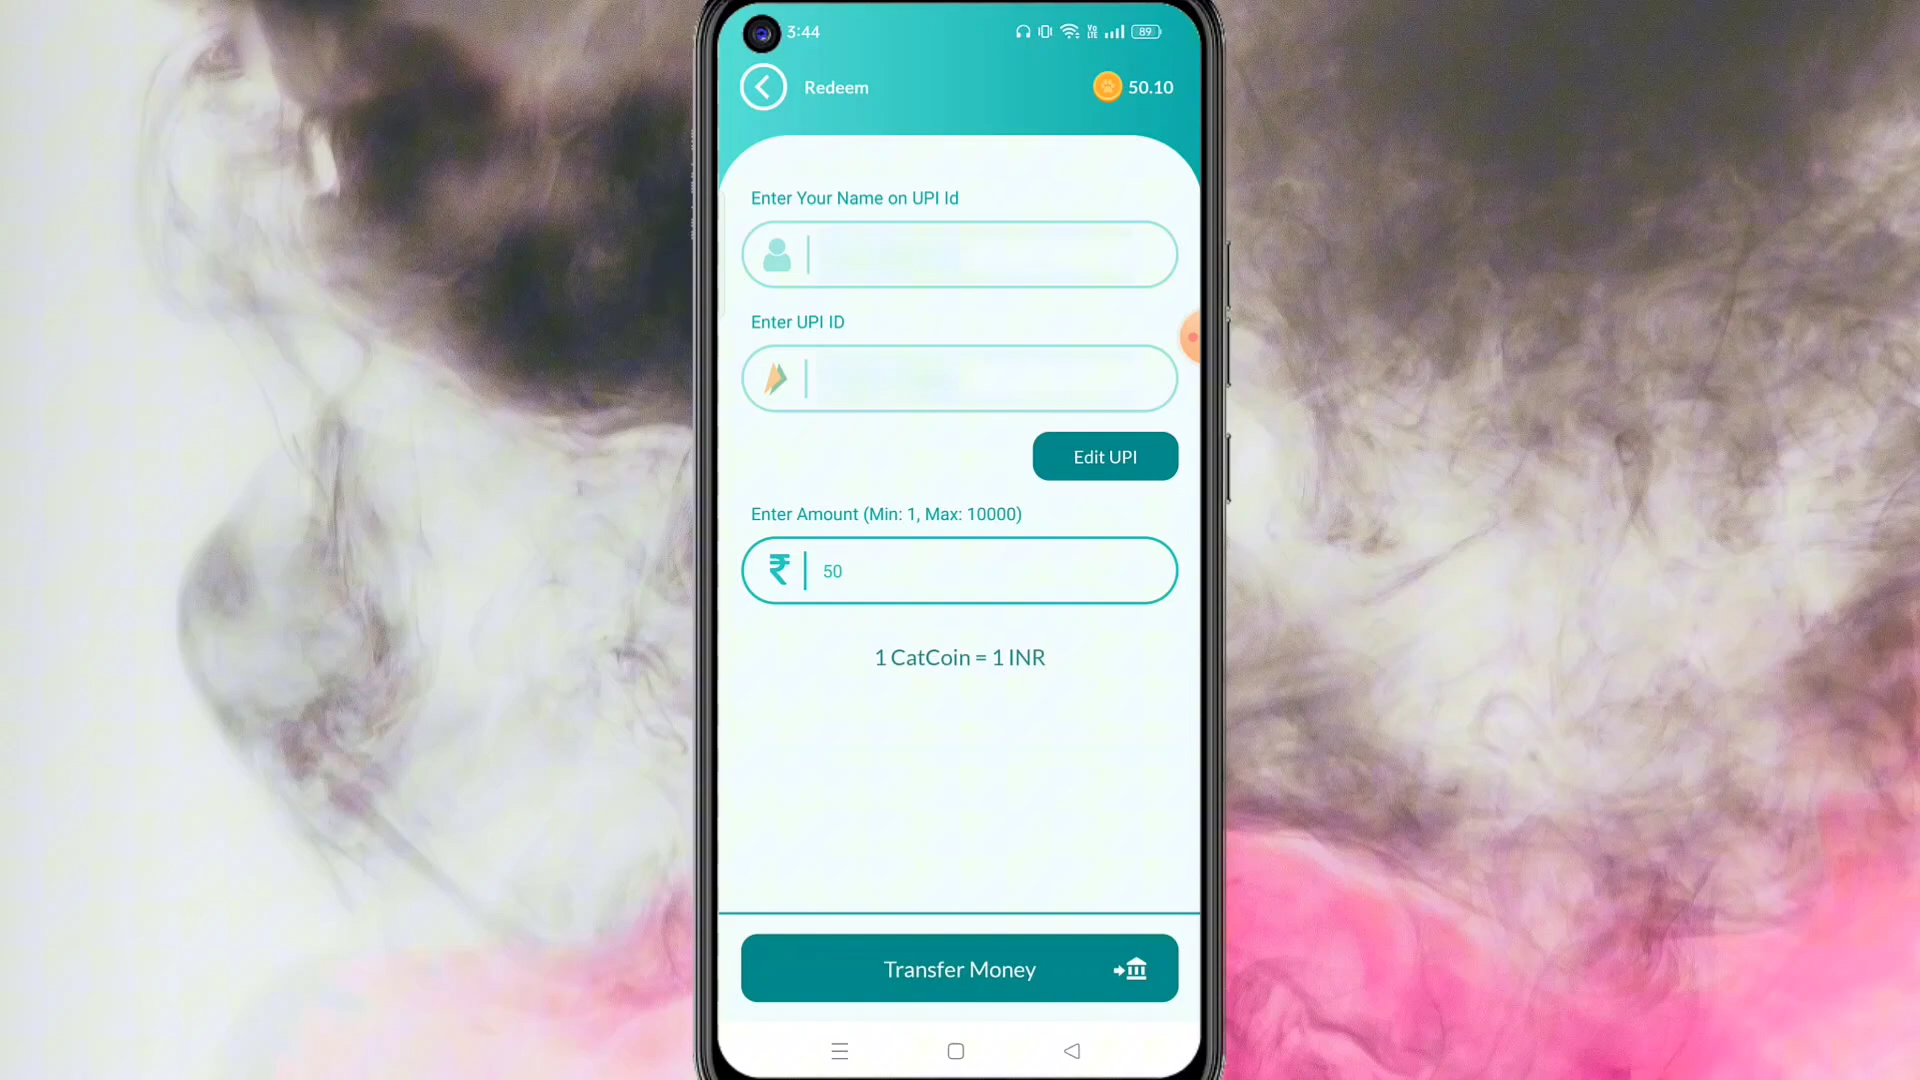 3:44
89
Redeem
50.10
Enter Your Name on UPI Id
Enter UPI ID
Edit UPI
Enter Amount (Min: 1, Max: 10000)
₹ 50
1 CatCoin = 1 INR
Transfer Money